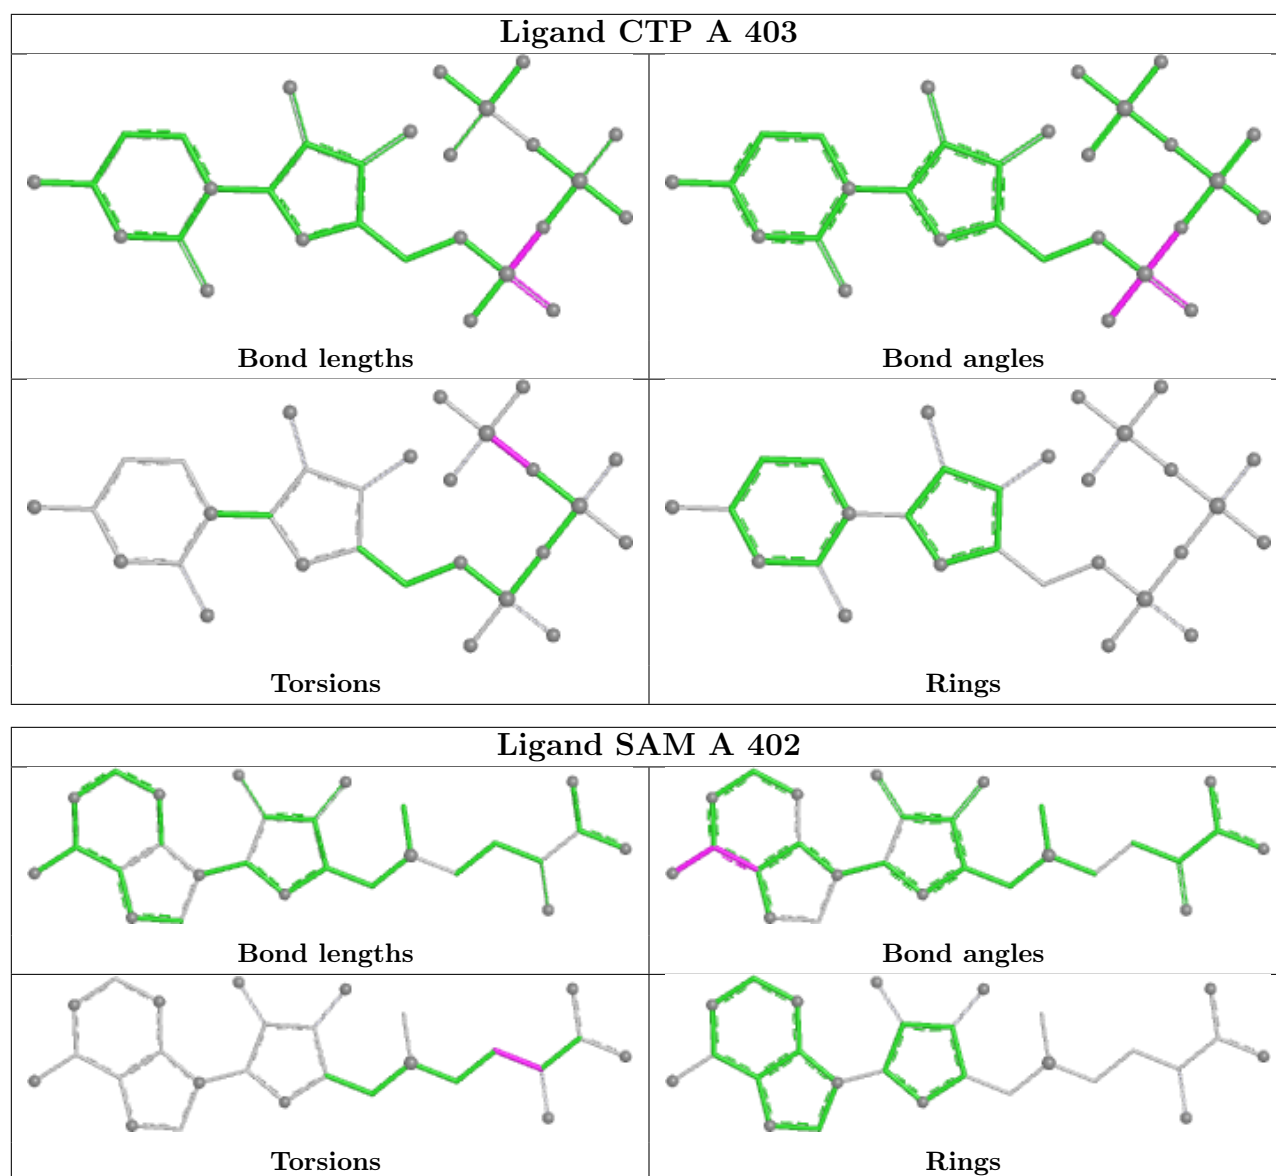 Ligand CTP A 403
Bond lengths
Bond angles
Torsions
Rings
Ligand SAM A 402
Bond lengths
Bond angles
Torsions
Rings